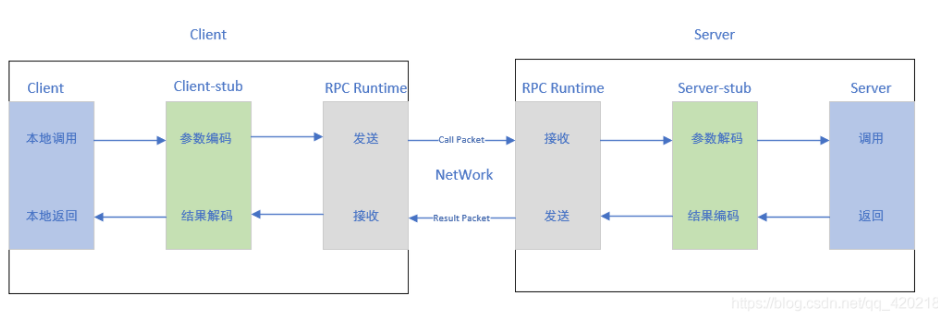 Client
Server
Client
Client-stub
RPC Runtime
RPC Runtime
Server-stub
Server
本地调用
参数编码
发送
Call Packet
接收
参数解码
调用
NetWork
本地返回
结果解码
接收
Result Packet
发送
结果编码
返回
https://blog.csdn.net/qq_420218